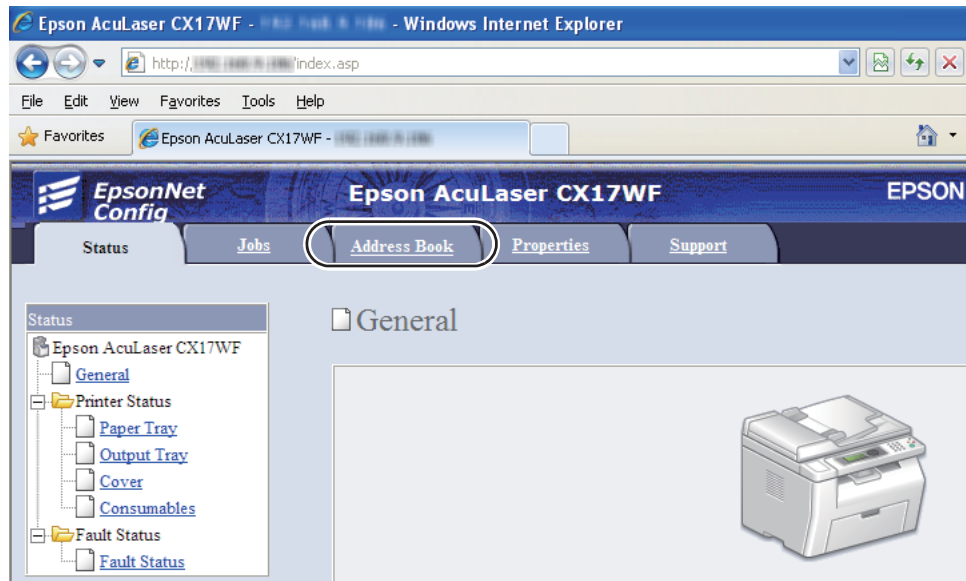 Epson AcuLaser CX17WF - - Windows Internet Explorer
http:/ /index.asp
File Edit View Favorites Tools Help
Favorites Epson AcuLaser CX17WF -
EpsonNet
Config
Epson AcuLaser CX17WF
EPSON
Status Jobs Address Book Properties Support
Status
Epson AcuLaser CX17WF
General
Printer Status
Paper Tray
Output Tray
Cover
Consumables
Fault Status
Fault Status
General